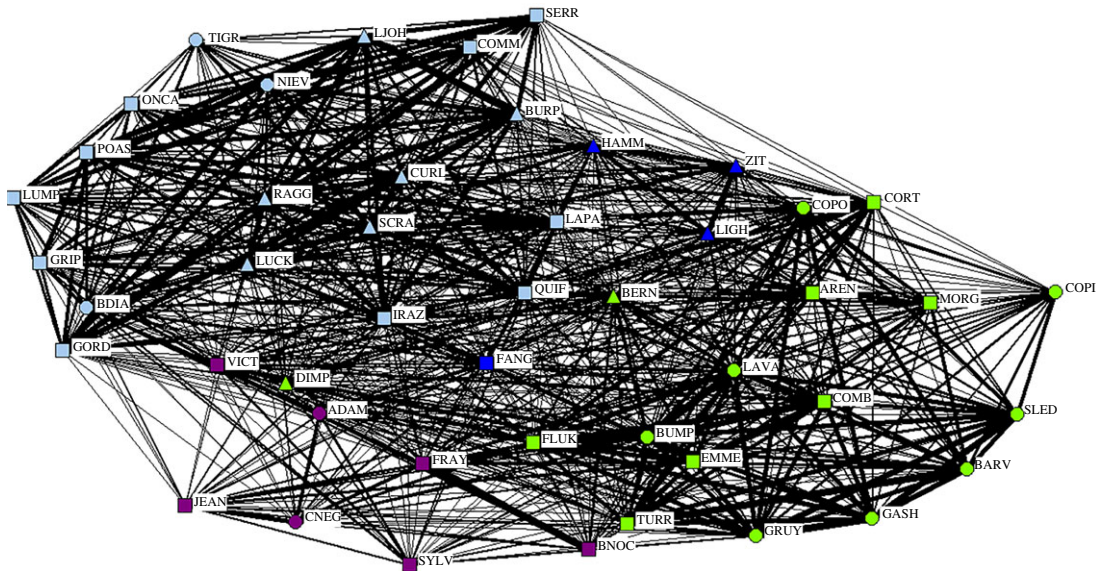 SERR
TIGR
LJOH
COMM
NIEV
ONCA
BURP
HAMM
POAS
ZIT
CURL
LUMP
RAGG
CORT
COPO
LAPA
SCRA
LIGH
GRIP
LUCK
QUIF
BERN
AREN
COPI
MORG
BDIA
IRAZ
GORD
VICT
FANG
LAVA
DIMP
COMB
ADAM
SLED
BUMP
FLUK
EMME
FRAY
BARV
JEAN
CNEG
GASH
TURR
GRUY
BNOC
SYLV